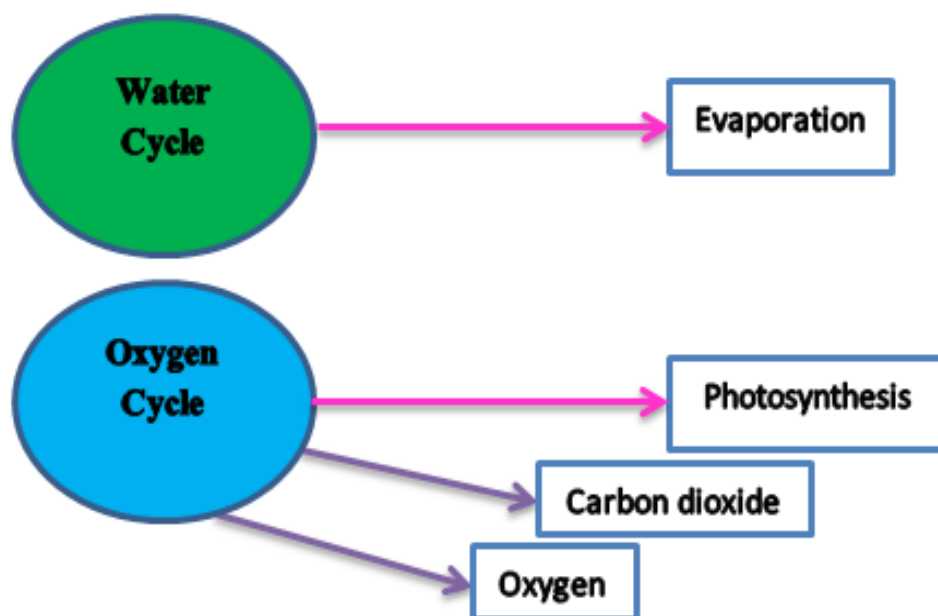 Water
Cycle
Evaporation
Oxygen
Cycle
Photosynthesis
Carbon dioxide
Oxygen